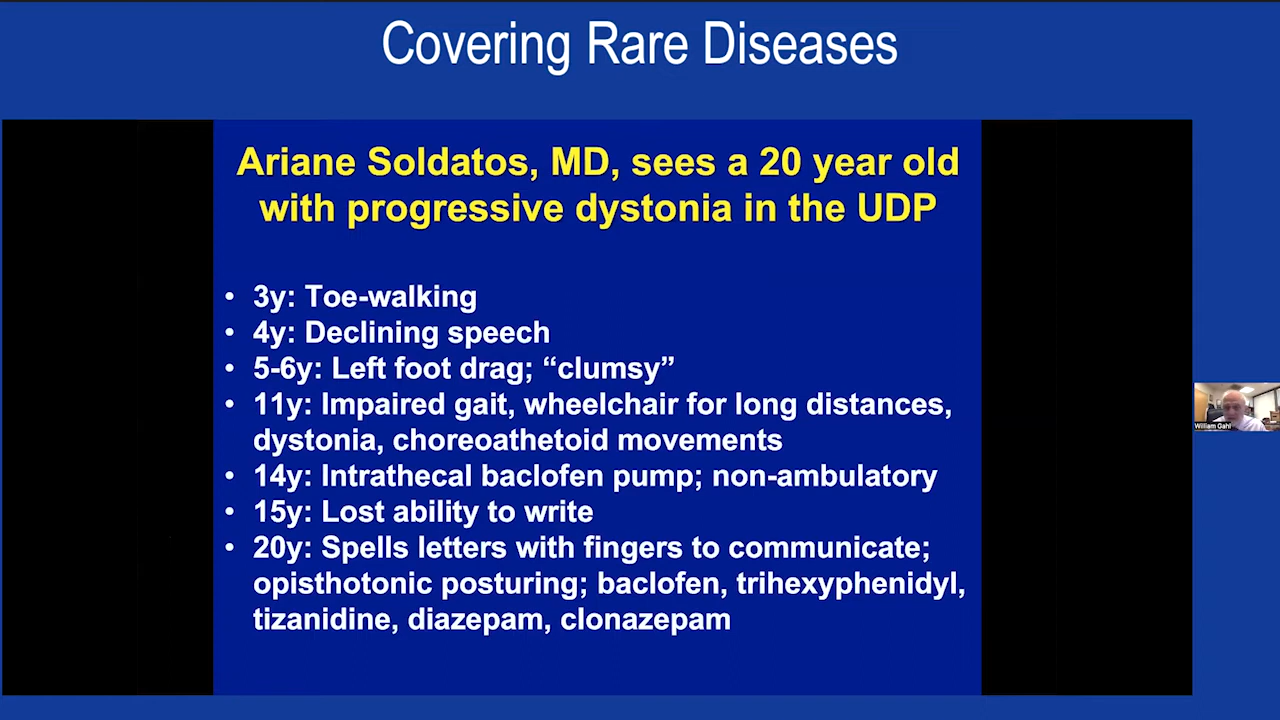 Covering Rare Diseases
Ariane Soldatos, MD, sees a 20 year old
with progressive dystonia in the UDP
• 3y: Toe-walking
• 4y: Declining speech
• 5-6y: Left foot drag; “clumsy”
• 11y: Impaired gait, wheelchair for long distances,
dystonia, choreoathetoid movements
• 14y: Intrathecal baclofen pump; non-ambulatory
• 15y: Lost ability to write
• 20y: Spells letters with fingers to communicate;
opisthotonic posturing; baclofen, trihexyphenidyl,
tizanidine, diazepam, clonazepam
William Gahl